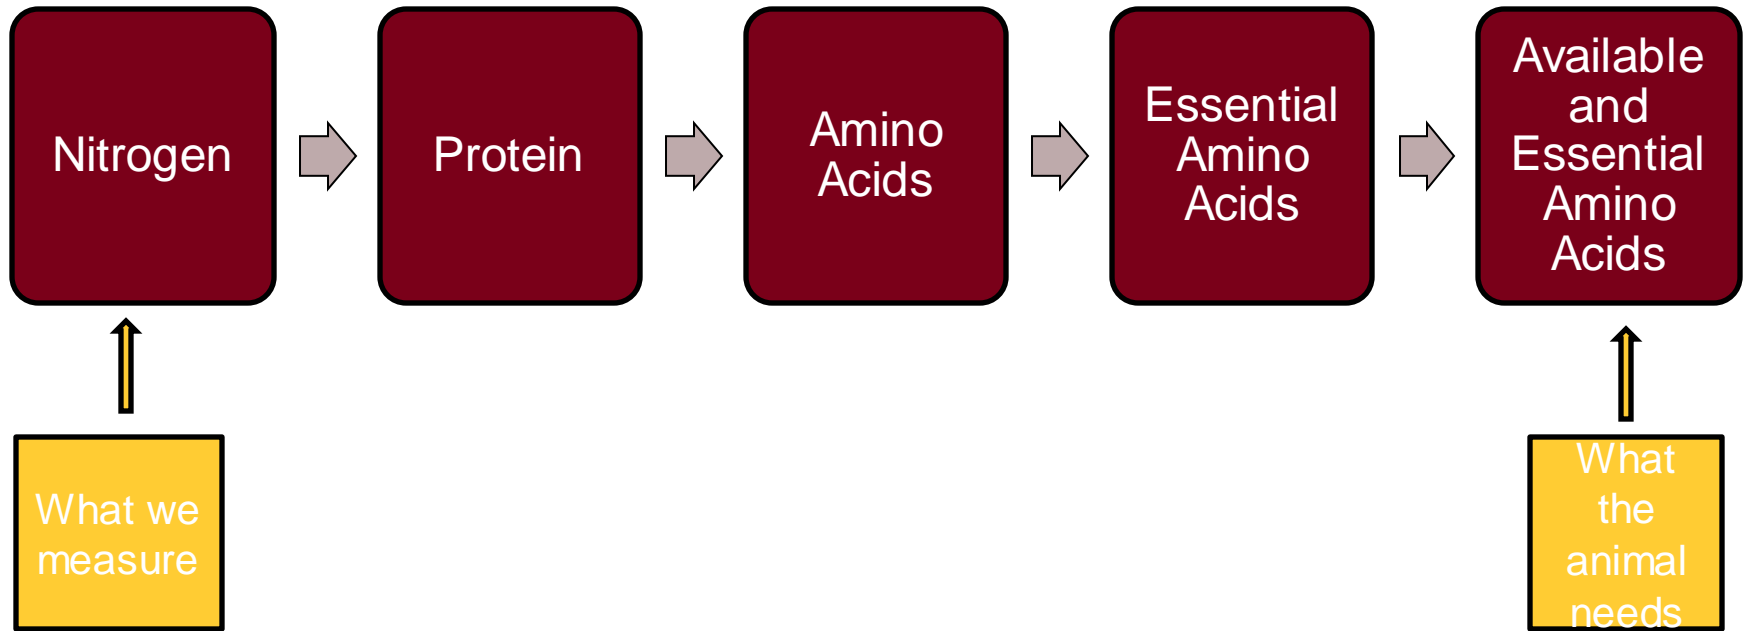 Nitrogen
Protein
Amino
Acids
Essential
Amino
Acids
Available
and
Essential
Amino
Acids
What we
measure
What
the
animal
needs